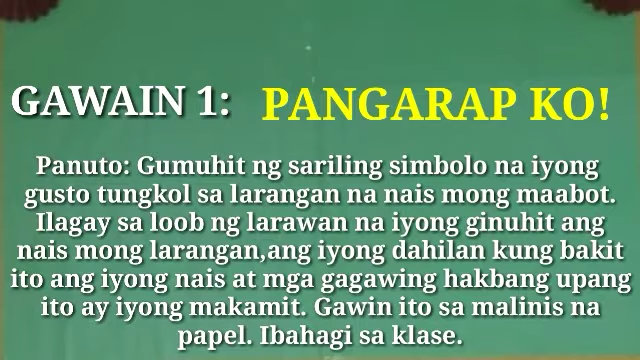 GAWAIN 1: PANGARAP KO!
Panuto: Gumuhit ng sariling simbolo na iyong
gusto tungkol sa larangan na nais mong maabot.
Ilagay sa loob ng larawan na iyong ginuhit ang
nais mong larangan,ang iyong dahilan kung bakit
ito ang iyong nais at mga gagawing hakbang upang
ito ay iyong makamit. Gawin ito sa malinis na
papel. Ibahagi sa klase.